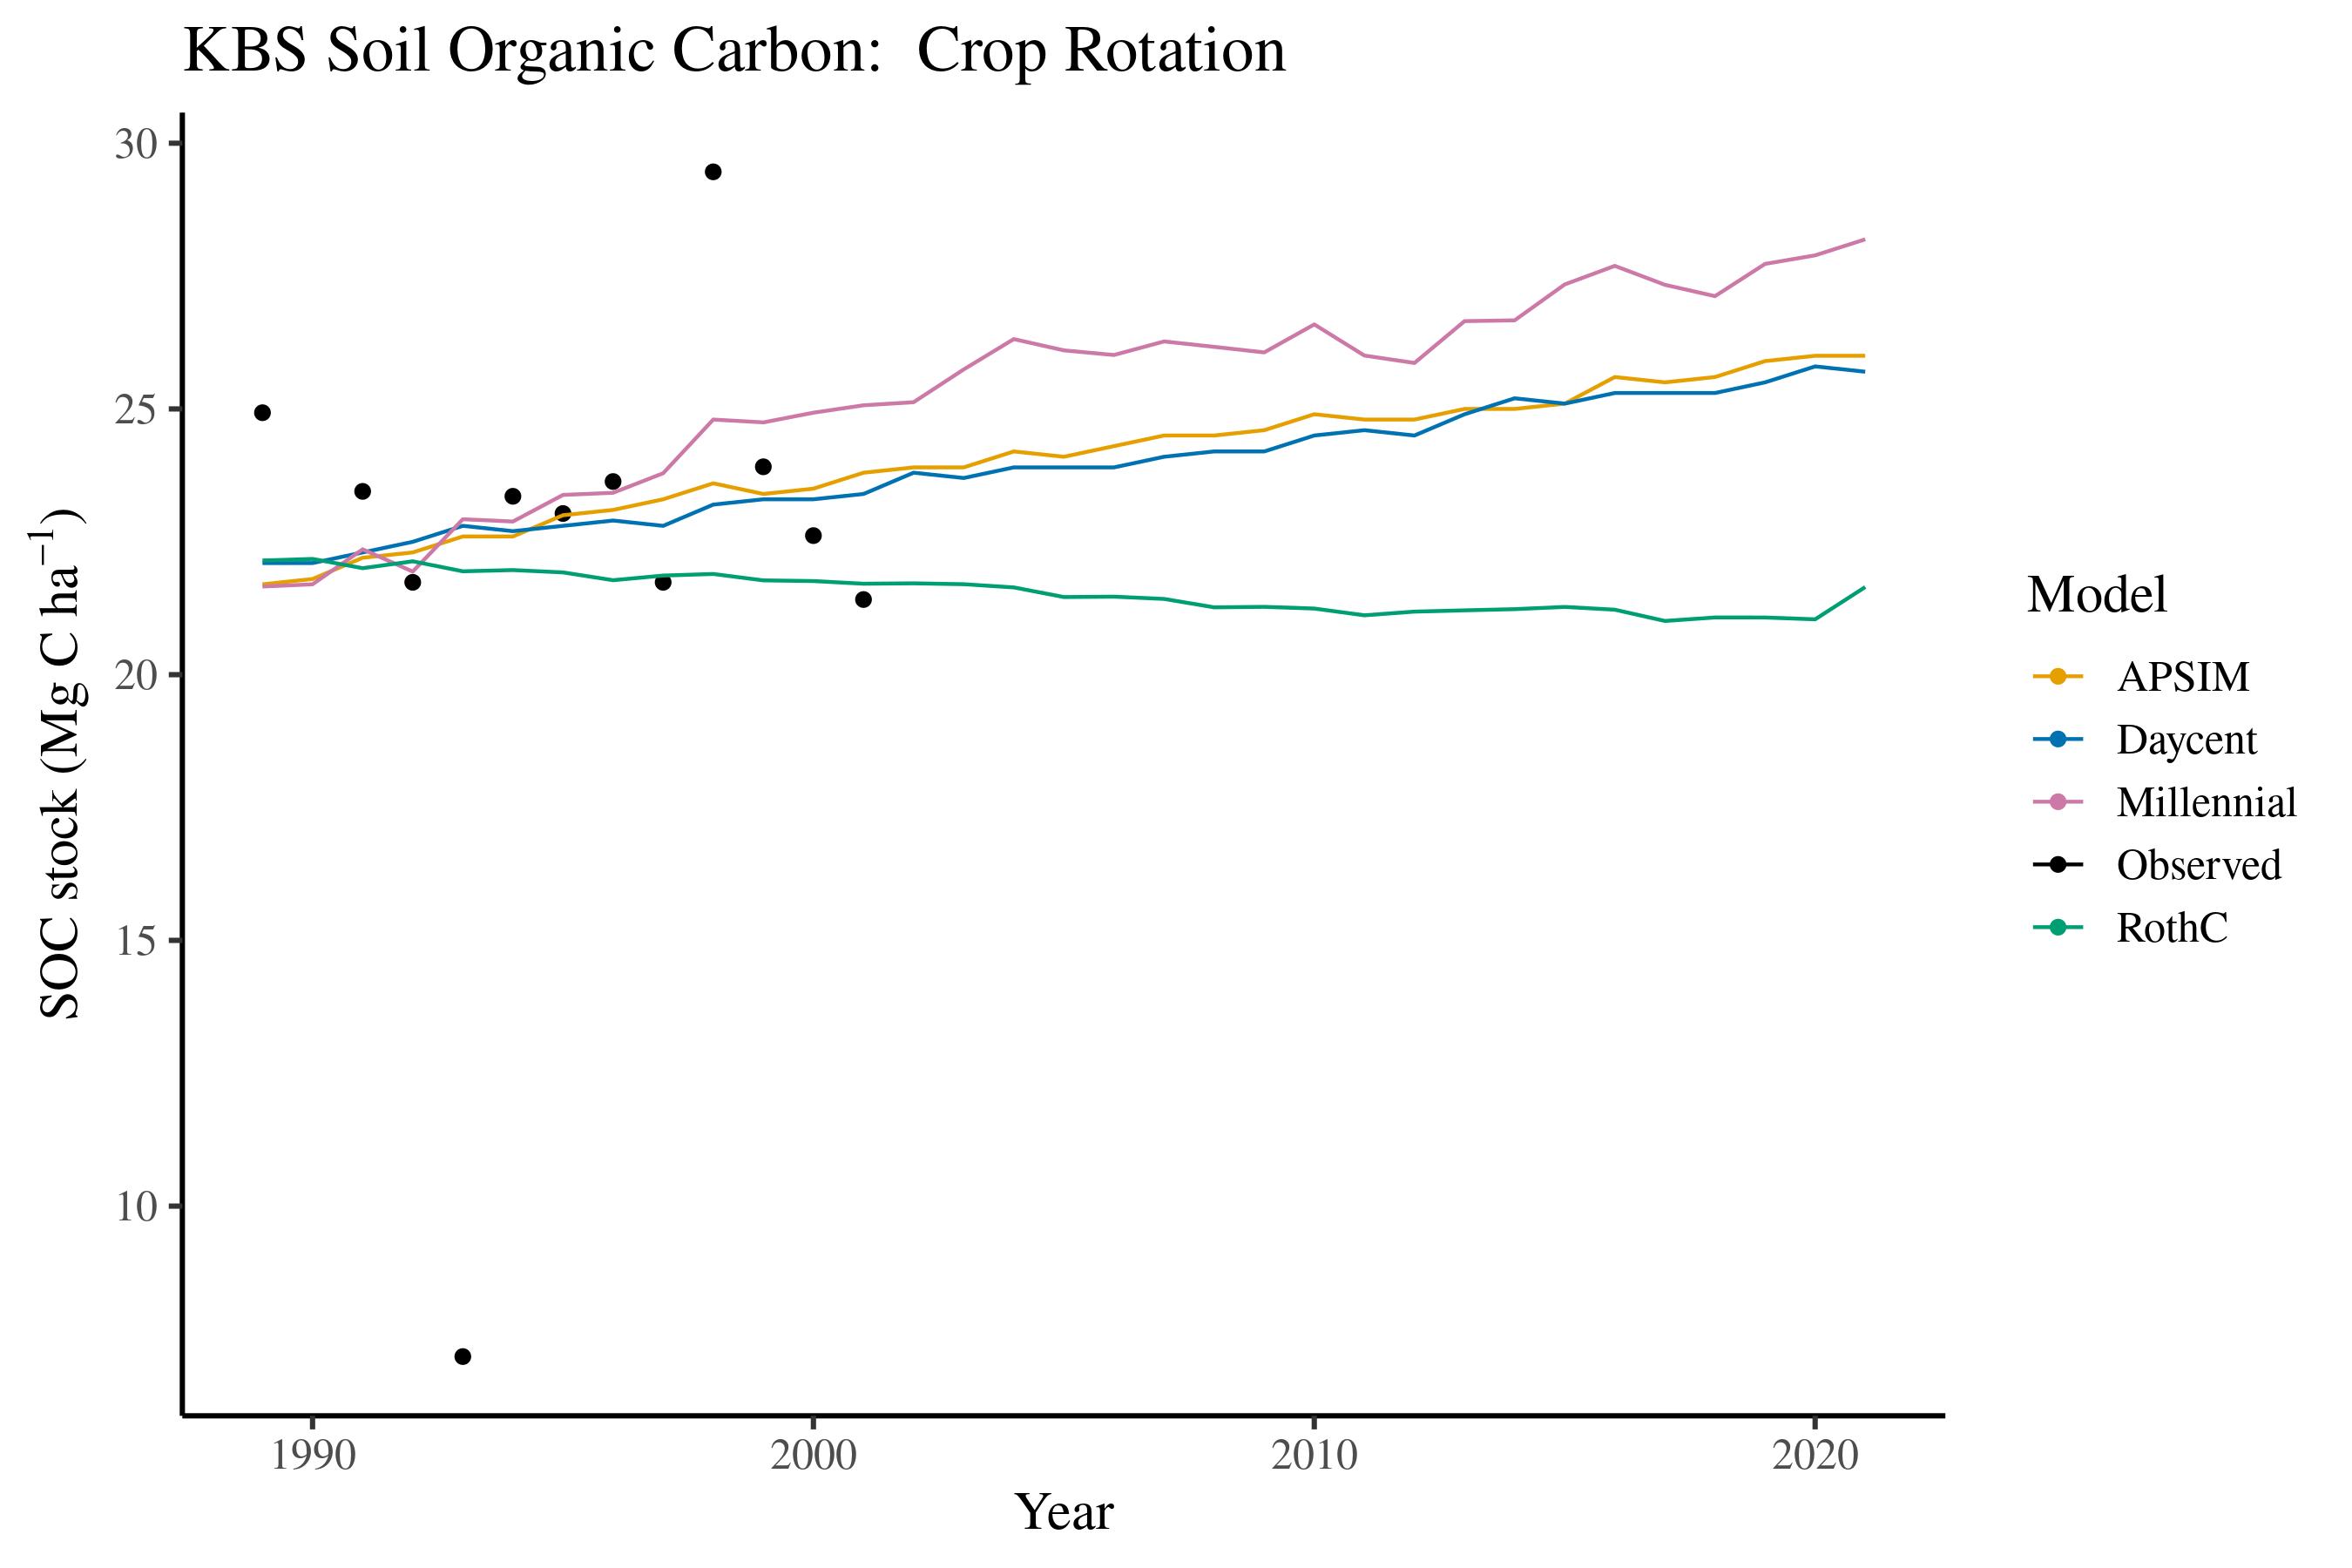 KBS Soil Organic Carbon:  Crop Rotation
SOC stock (Mg C ha⁻¹)
30
25
20
15
10
1990
2000
2010
2020
Year
Model
APSIM
Daycent
Millennial
Observed
RothC